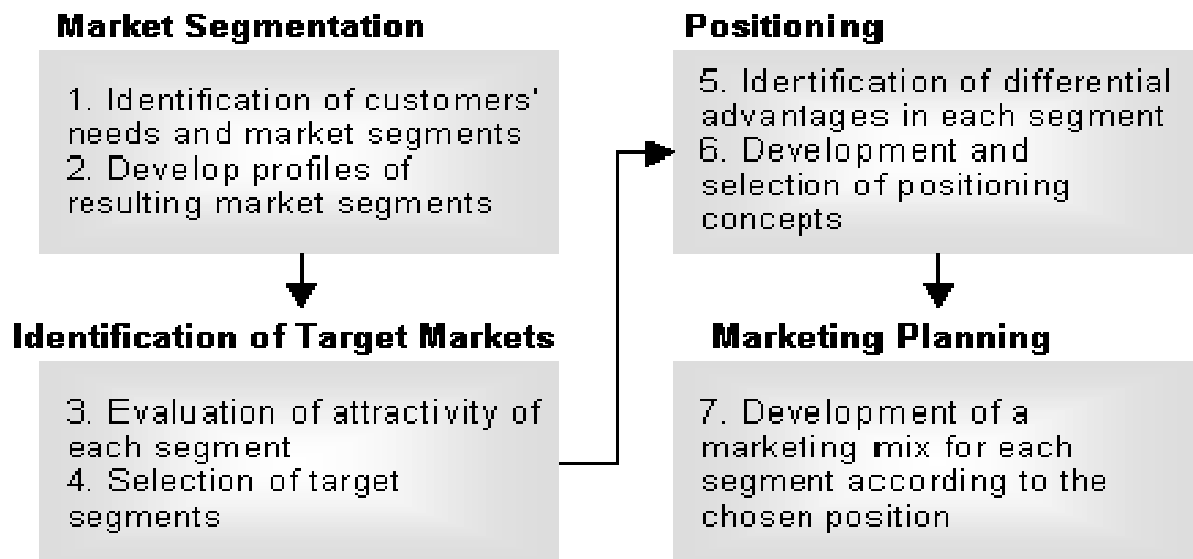 Market Segmentation
1. Identification of customers'
needs and market segments
2. Develop profiles of
resulting market segments
Identification of Target Markets
3. Evaluation of attractivity of
each segment
4. Selection of target
segments
Positioning
5. Idertification of differential
advantages in each segment
6. Development and
selection of positioning
concepts
Marketing Planning
7. Development of a
marketing mix for each
segment according to the
chosen position